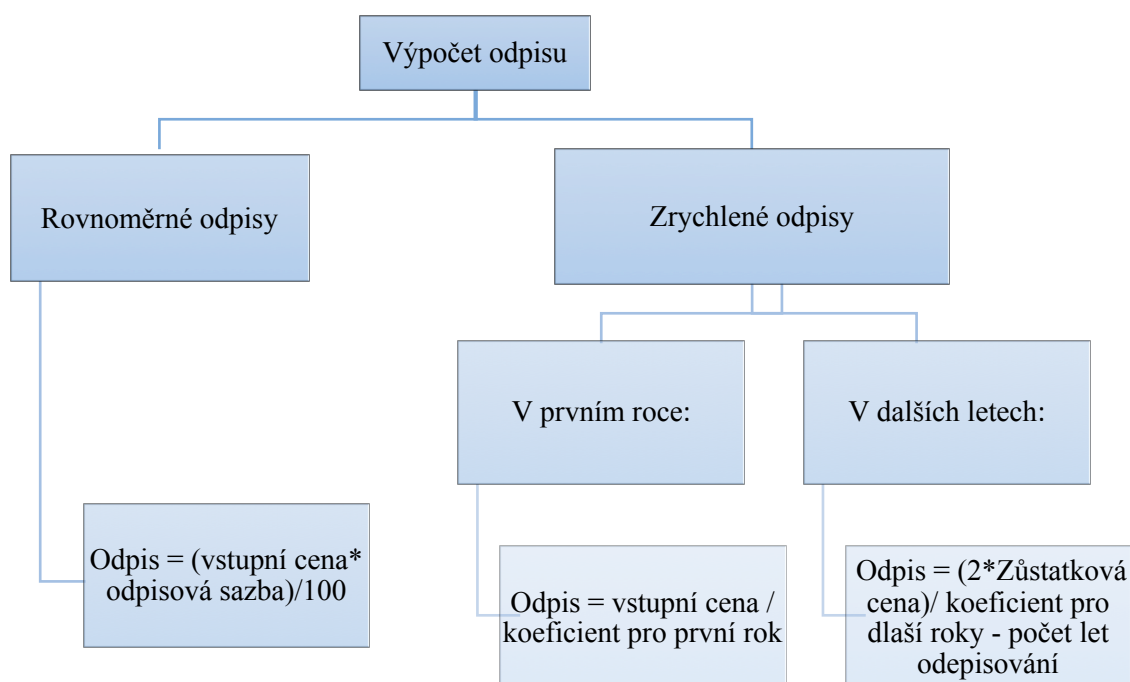 Výpočet odpisu
Rovnoměrné odpisy
Zrychlené odpisy
V prvním roce:
V dalších letech:
Odpis = (vstupní cena*
odpisová sazba)/100
Odpis = vstupní cena /
koeficient pro první rok
Odpis = (2*Zůstatková
cena)/ koeficient pro
dlaší roky - počet let
odepisování